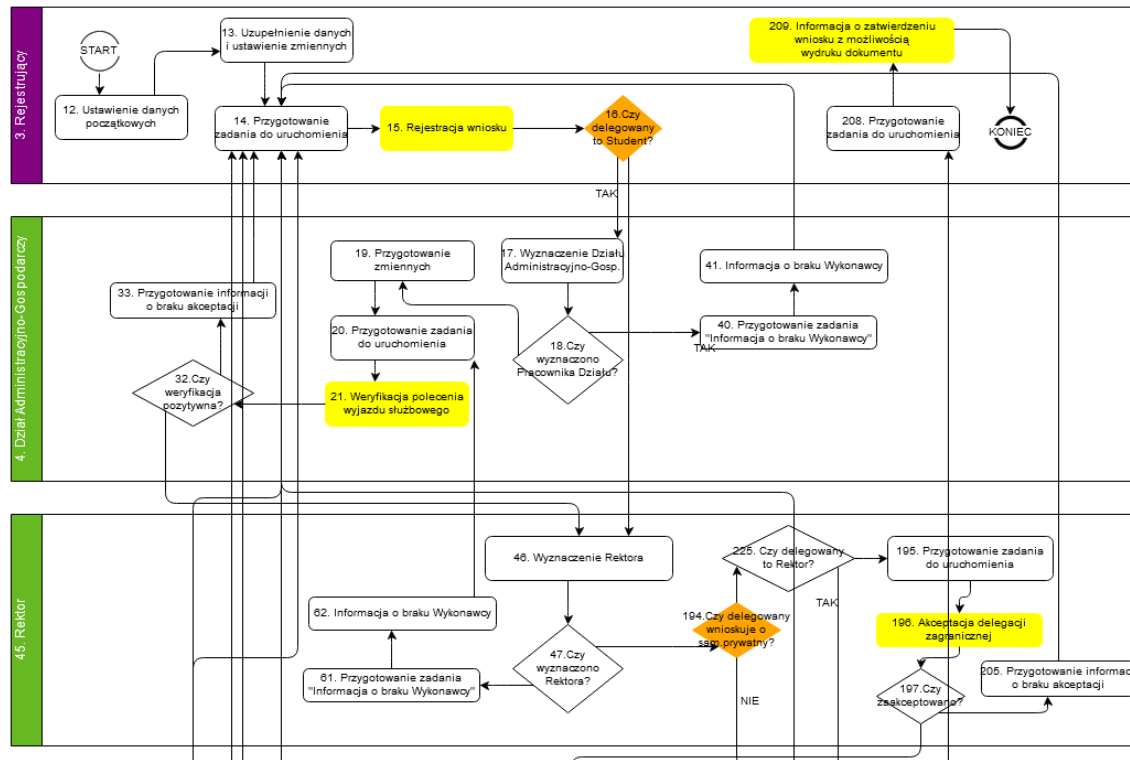 3. Rejestrujący
START
12. Ustawienie danych
początkowych
13. Uzupełnienie danych
i ustawienie zmiennych
14. Przygotowanie
zadania do uruchomienia
15. Rejestracja wniosku
16.Czy
delegowany
to Student?
TAK
209. Informacja o zatwierdzeniu
wniosku z możliwością
wydruku dokumentu
208. Przygotowanie
zadania do uruchomienia
KONIEC
4. Dział Administracyjno-Gospodarczy
17. Wyznaczenie Działu
Administracyjno-Gosp.
18.Czy
wyznaczono
Pracownika Działu?
TAK
19. Przygotowanie
zmiennych
20. Przygotowanie zadania
do uruchomienia
21. Weryfikacja polecenia
wyjazdu służbowego
32.Czy
weryfikacja
pozytywna?
33. Przygotowanie informacji
o braku akceptacji
40. Przygotowanie zadania
"Informacja o braku Wykonawcy"
41. Informacja o braku Wykonawcy
45. Rektor
46. Wyznaczenie Rektora
47.Czy
wyznaczono
Rektora?
61. Przygotowanie zadania
"Informacja o braku Wykonawcy"
62. Informacja o braku Wykonawcy
194.Czy delegowany
wnioskuje o
sam.prywatny?
NIE
225. Czy delegowany
to Rektor?
TAK
195. Przygotowanie zadania
do uruchomienia
196. Akceptacja delegacji
zagranicznej
197.Czy
zaakceptowano?
205. Przygotowanie informac
o braku akceptacji